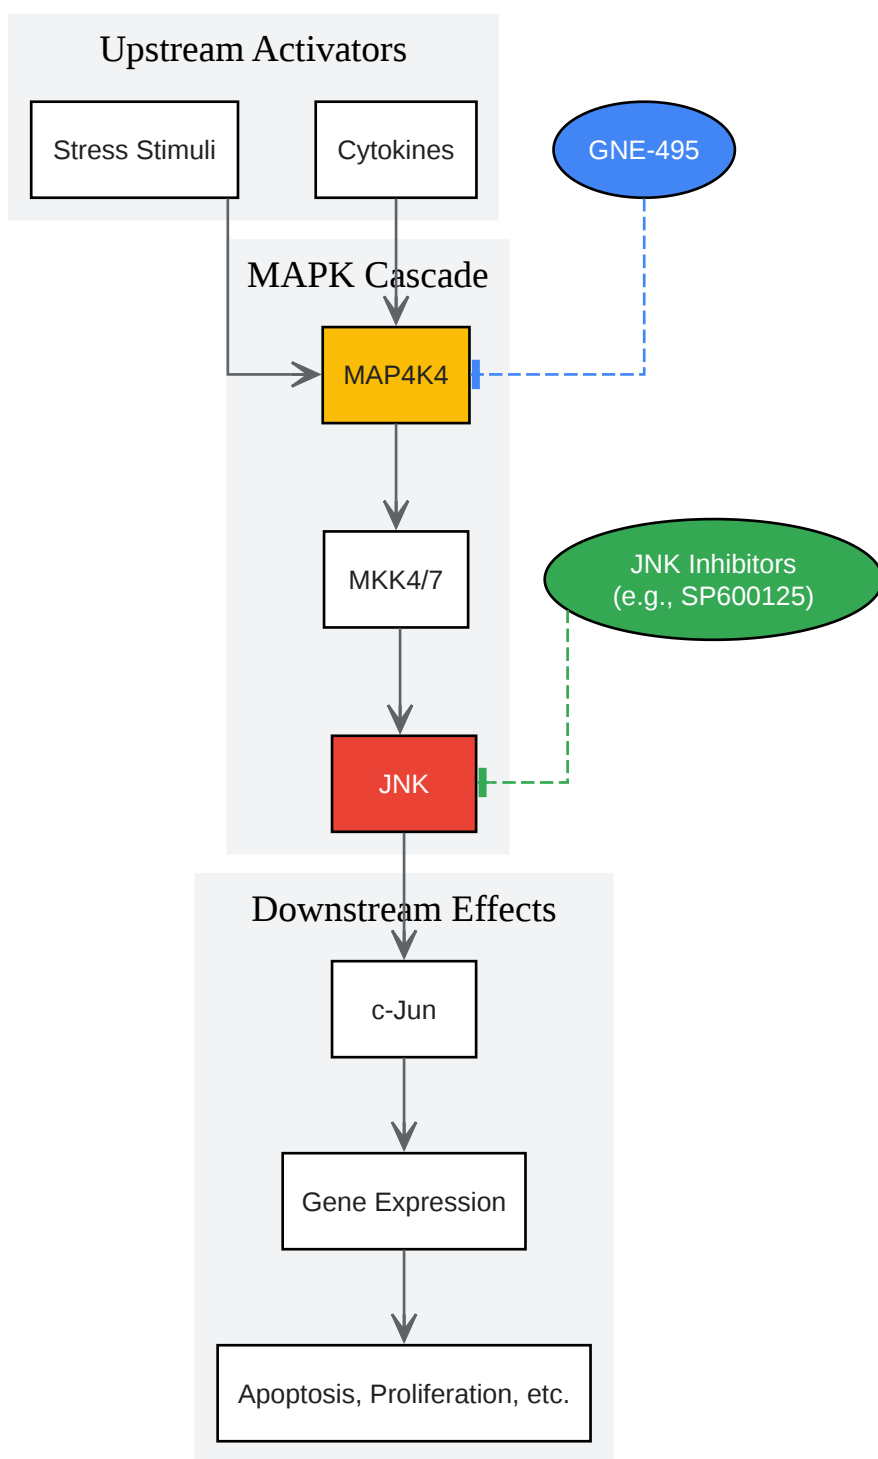 Upstream Activators
Stress Stimuli
Cytokines
GNE-495
MAPK Cascade
MAP4K4
MKK4/7
JNK Inhibitors
(e.g., SP600125)
JNK
Downstream Effects
c-Jun
Gene Expression
Apoptosis, Proliferation, etc.